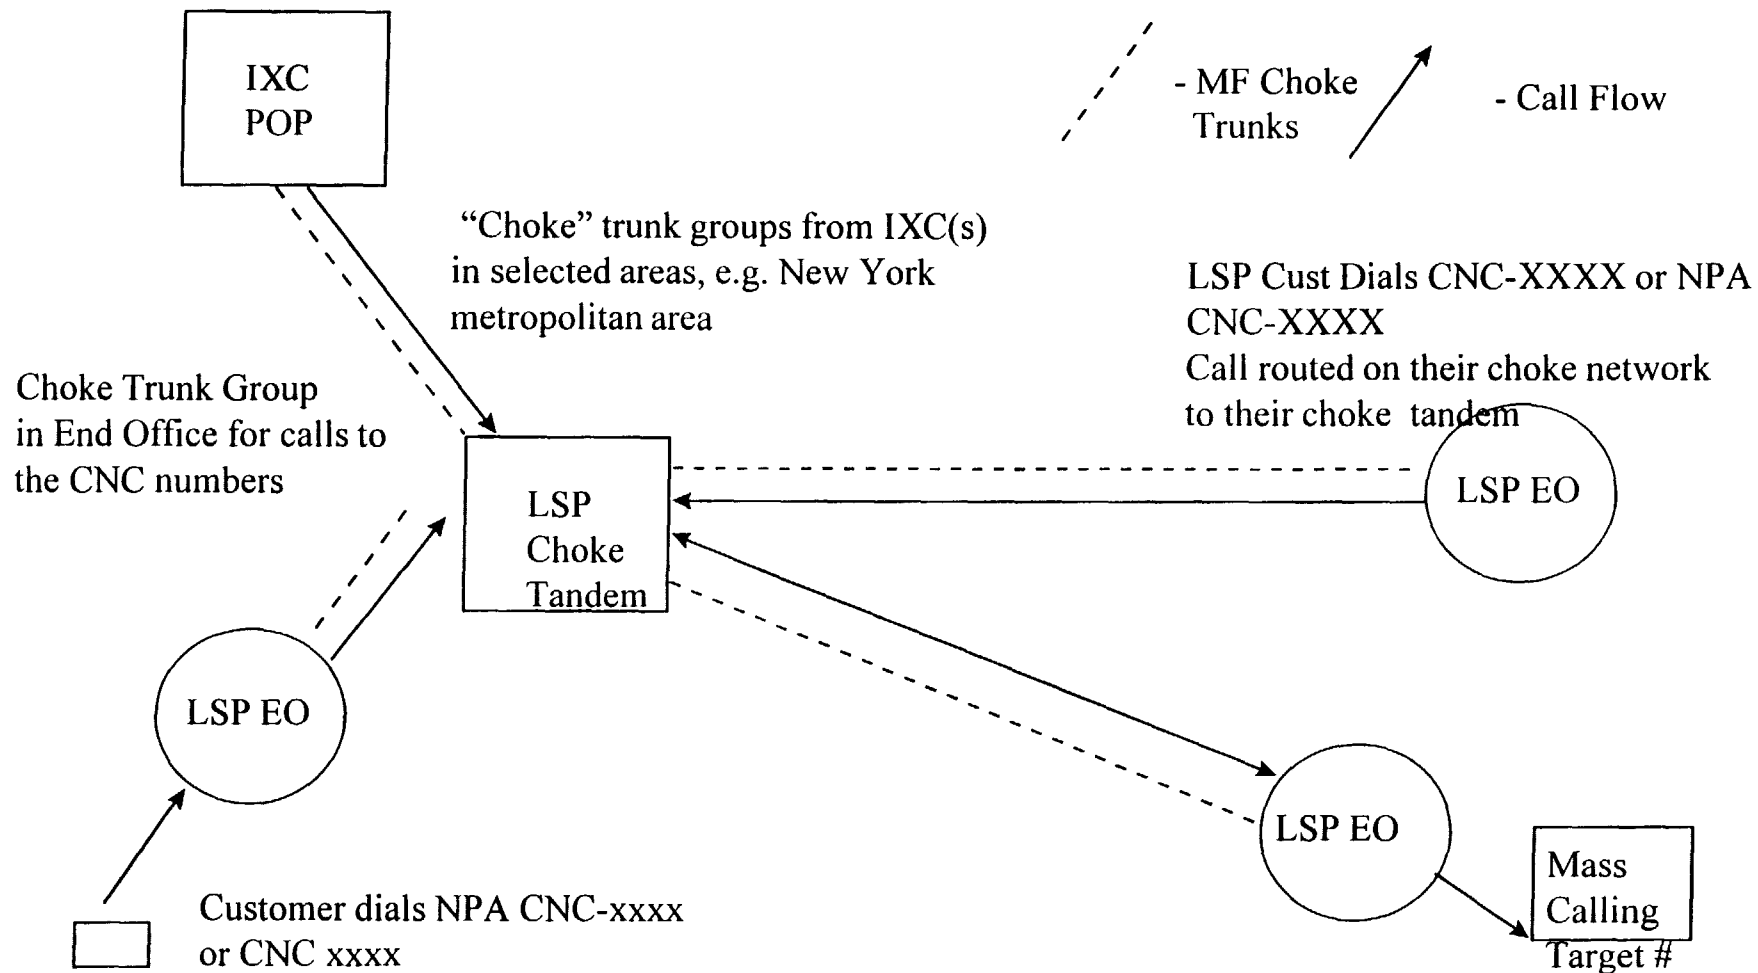 IXC
POP
- MF Choke
Trunks
- Call Flow
“Choke” trunk groups from IXC(s)
in selected areas, e.g. New York
metropolitan area
LSP Cust Dials CNC-XXXX or NPA
CNC-XXXX
Call routed on their choke network
to their choke tandem
Choke Trunk Group
in End Office for calls to
the CNC numbers
LSP
Choke
Tandem
LSP EO
LSP EO
LSP EO
Mass
Calling
Target #
Customer dials NPA CNC-xxxx
or CNC xxxx